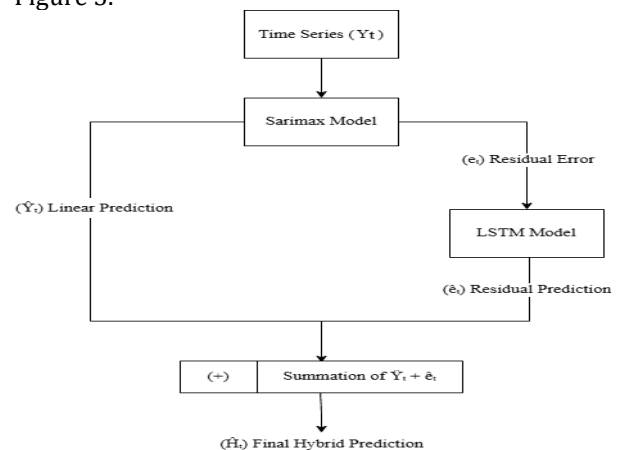 Figure 3.
Time Series (Yt)
Sarimax Model
(eₜ) Residual Error
(Ŷₜ) Linear Prediction
LSTM Model
(êₜ) Residual Prediction
(+) Summation of Ŷₜ + êₜ
(Ĥₜ) Final Hybrid Prediction